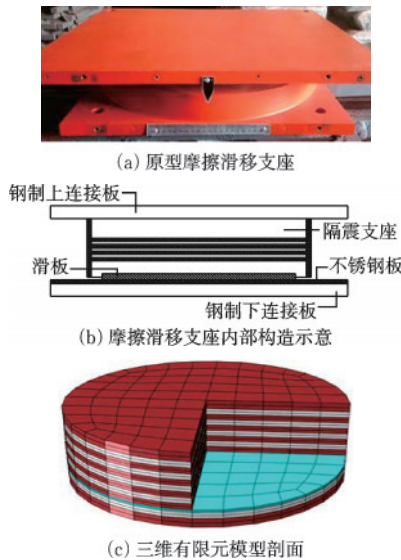 (a) 原型摩擦滑移支座
钢制上连接板
隔震支座
滑板
不锈钢板
钢制下连接板
(b) 摩擦滑移支座内部构造示意
(c) 三维有限元模型剖面